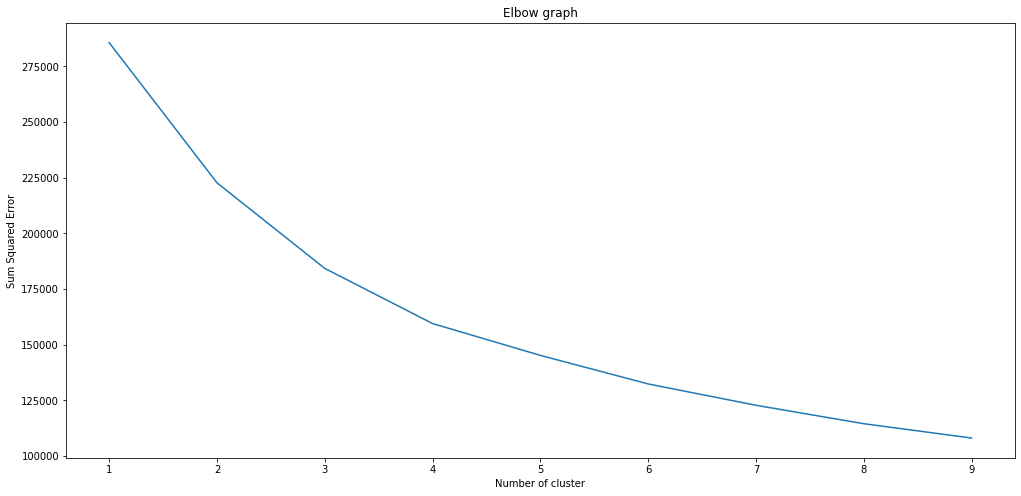 Elbow graph
275000
250000
225000
200000
175000
150000
125000
100000
Sum Squared Error
1 2 3 4 5 6 7 8 9
Number of cluster